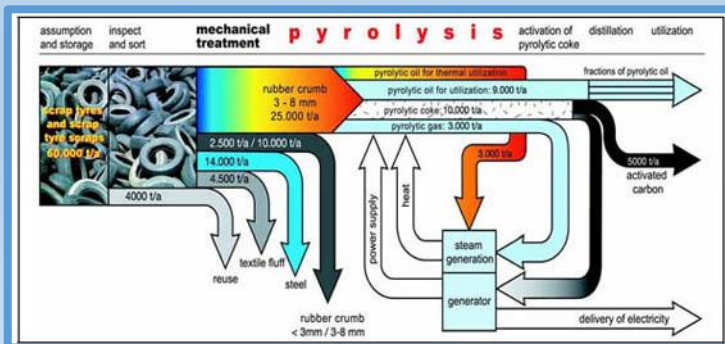 assumption and storage
inspect and sort
mechanical treatment
pyrolysis
activation of pyrolytic coke
distillation
utilization
scrap tyres
and scrap
tyre scraps
60.000 t/a
rubber crumb
3 - 8 mm
25.000 t/a
pyrolytic oil for thermal utilization
pyrolytic oil for utilization: 9.000 t/a
pyrolytic coke: 10.000 t/a
pyrolytic gas: 3.000 t/a
fractions of pyrolytic oil
2.500 t/a / 10.000 t/a
14.000 t/a
4.500 t/a
4000 t/a
3.000 t/a
5000 t/a
activated
carbon
power supply
heat
steam
generation
generator
reuse
textile fluff
steel
rubber crumb
< 3mm / 3-8 mm
delivery of electricity